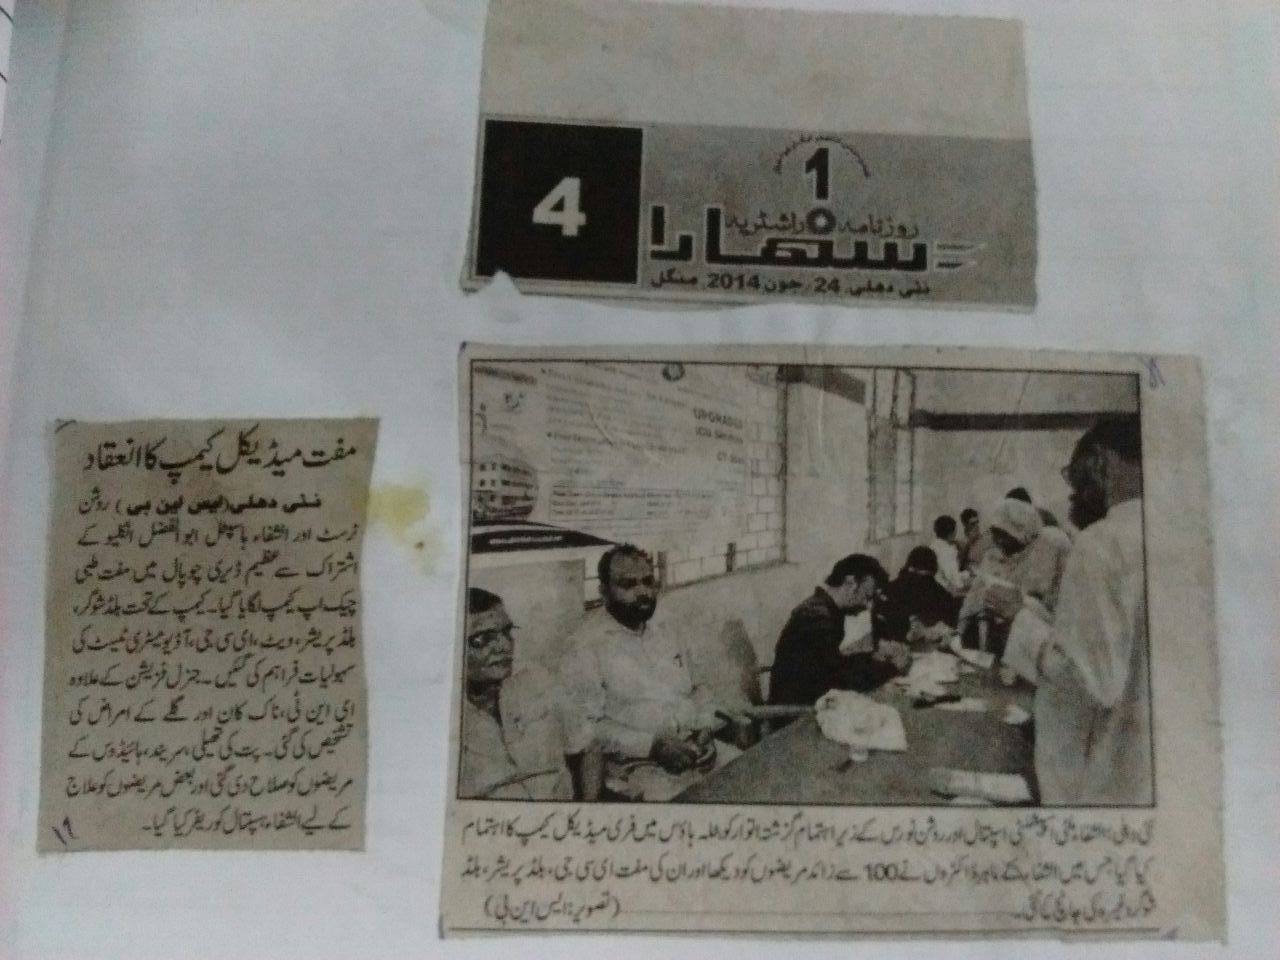 4
1
روزنامہ راشٹریہ
سہارا
نئی دھلی 24/جون 2014 منگل
مفت میڈیکل کیمپ کا انعقاد
نئی دھلی (ایس این بی) روشن
ٹرسٹ اور الشفاء ہاسپٹل ابوالفضل انکلیو کے
اشتراک سے عظیم ڈیری چوپال میں مفت طبی
چیک اپ کیمپ لگایا گیا۔ کیمپ کے تحت بلڈ شوگر،
بلڈ پریشر، ویٹ، ای سی جی، آڈیو میٹری ٹیسٹ کی
سہولیات فراہم کی گئیں۔ جنرل فزیشن کے علاوہ
ای این ٹی، ناک کان اور گلے کے امراض کی
تشخیص کی گئی۔ پت کی تھیلی،
مریضوں کو صلاح دی گئی اور بعض مریضوں کو علاج
کے لیے الشفاء ہسپتال کو ریفر کیا گیا۔
۱۹
UPGRADED
نئی دہلی: الشفاء ملٹی اسپیشلٹی اسپتال اور روشن کے زیر اہتمام گزشتہ اتوار کو بٹلہ ہاؤس میں فری میڈیکل کیمپ کا اہتمام
کیا گیا، جس میں الشفاء کے ماہر ڈاکٹروں نے 100 سے زائد مریضوں کو دیکھا اور ان کی مفت ای سی جی، بلڈ پریشر، بلڈ
شوگر وغیرہ کی جانچ کی گئی۔ (تصویر: ایس این بی)